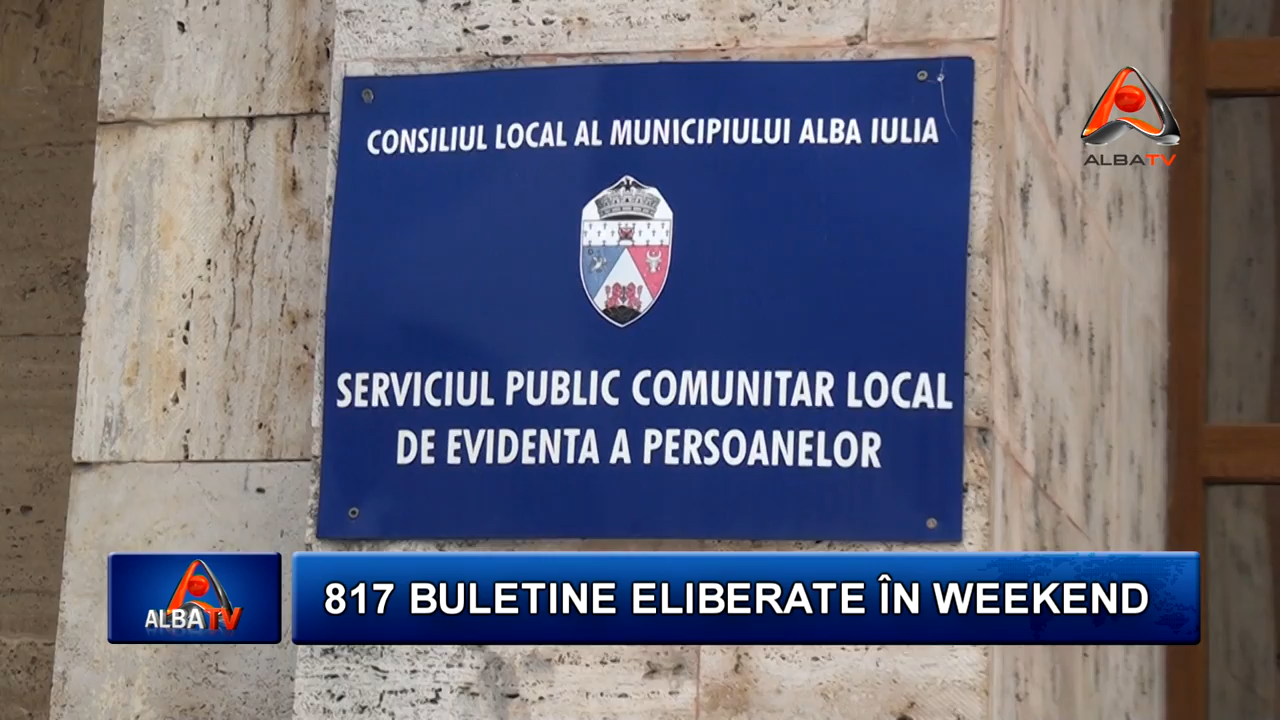 CONSILIUL LOCAL AL MUNICIPIULUI ALBA IULIA
ALBATV
SERVICIUL PUBLIC COMUNITAR LOCAL
DE EVIDENTA A PERSOANELOR
ALBATV
817 BULETINE ELIBERATE ÎN WEEKEND